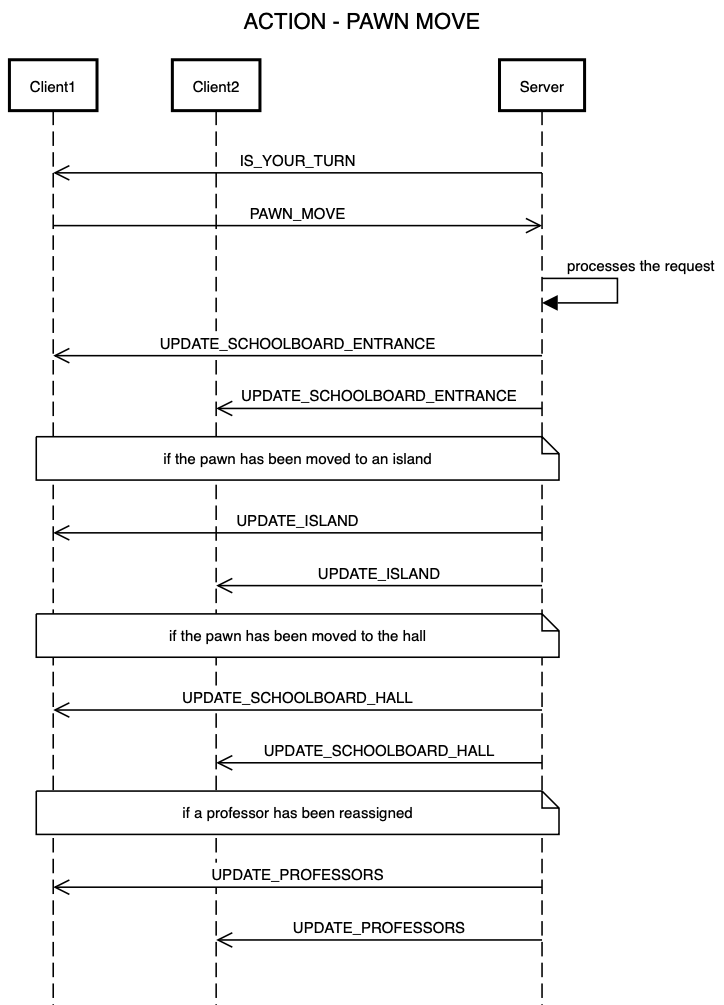 ACTION - PAWN MOVE
Client1
Client2
Server
IS_YOUR_TURN
PAWN_MOVE
processes the request
UPDATE_SCHOOLBOARD_ENTRANCE
UPDATE_SCHOOLBOARD_ENTRANCE
if the pawn has been moved to an island
UPDATE_ISLAND
UPDATE_ISLAND
if the pawn has been moved to the hall
UPDATE_SCHOOLBOARD_HALL
UPDATE_SCHOOLBOARD_HALL
if a professor has been reassigned
UPDATE_PROFESSORS
UPDATE_PROFESSORS